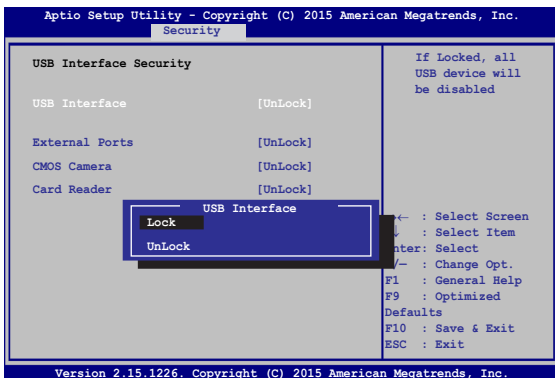 Aptio Setup Utility - Copyright (C) 2015 American Megatrends, Inc.
Security
USB Interface Security
USB Interface [UnLock]
External Ports [UnLock]
CMOS Camera [UnLock]
Card Reader [UnLock]
USB Interface
Lock
UnLock
If Locked, all
USB device will
be disabled
← : Select Screen
↓ : Select Item
nter: Select
/— : Change Opt.
F1 : General Help
F9 : Optimized
Defaults
F10 : Save & Exit
ESC : Exit
Version 2.15.1226. Copyright (C) 2015 American Megatrends, Inc.